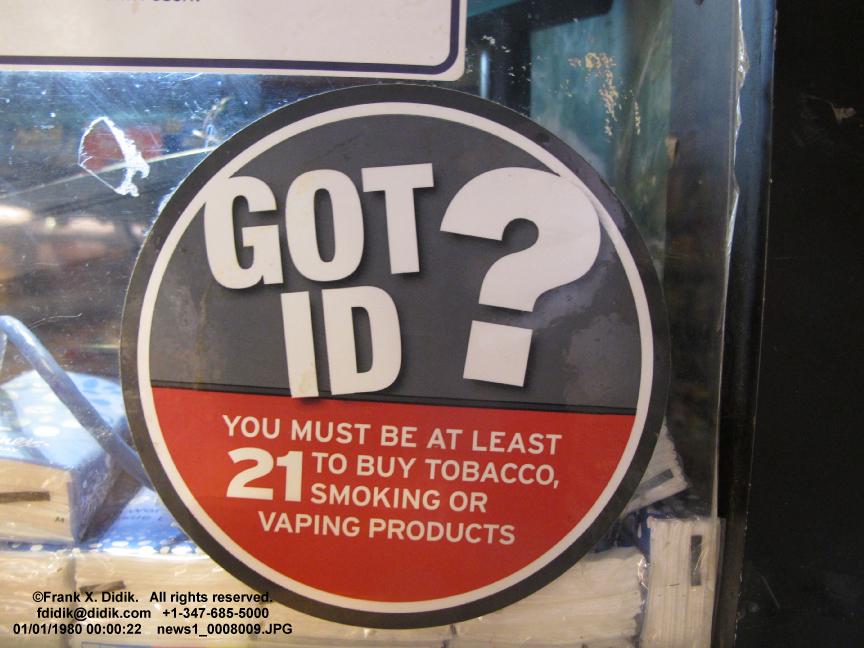 GOT
ID ?
YOU MUST BE AT LEAST
21 TO BUY TOBACCO,
SMOKING OR
VAPING PRODUCTS
©Frank X. Didik. All rights reserved.
fdidik@didik.com +1-347-685-5000
01/01/1980 00:00:22 news1_0008009.JPG